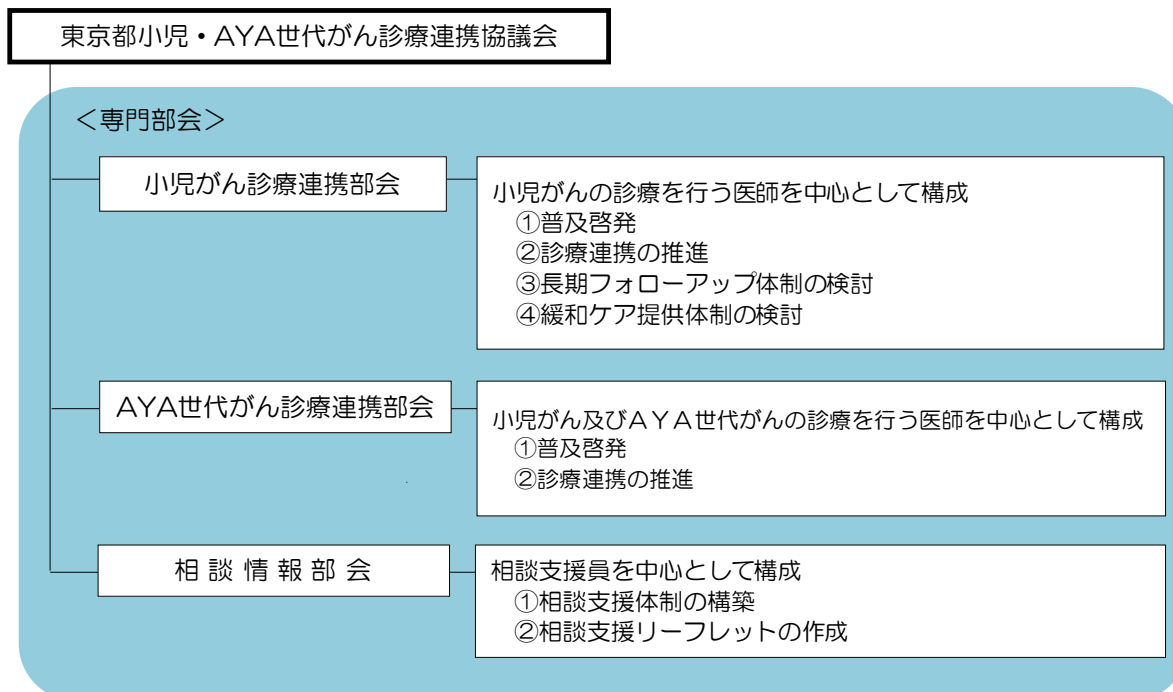 東京都小児・AYA世代がん診療連携協議会
＜専門部会＞
小児がん診療連携部会
小児がんの診療を行う医師を中心として構成
①普及啓発
②診療連携の推進
③長期フォローアップ体制の検討
④緩和ケア提供体制の検討
AYA世代がん診療連携部会
小児がん及びＡＹＡ世代がんの診療を行う医師を中心として構成
①普及啓発
②診療連携の推進
相 談 情 報 部 会
相談支援員を中心として構成
①相談支援体制の構築
②相談支援リーフレットの作成